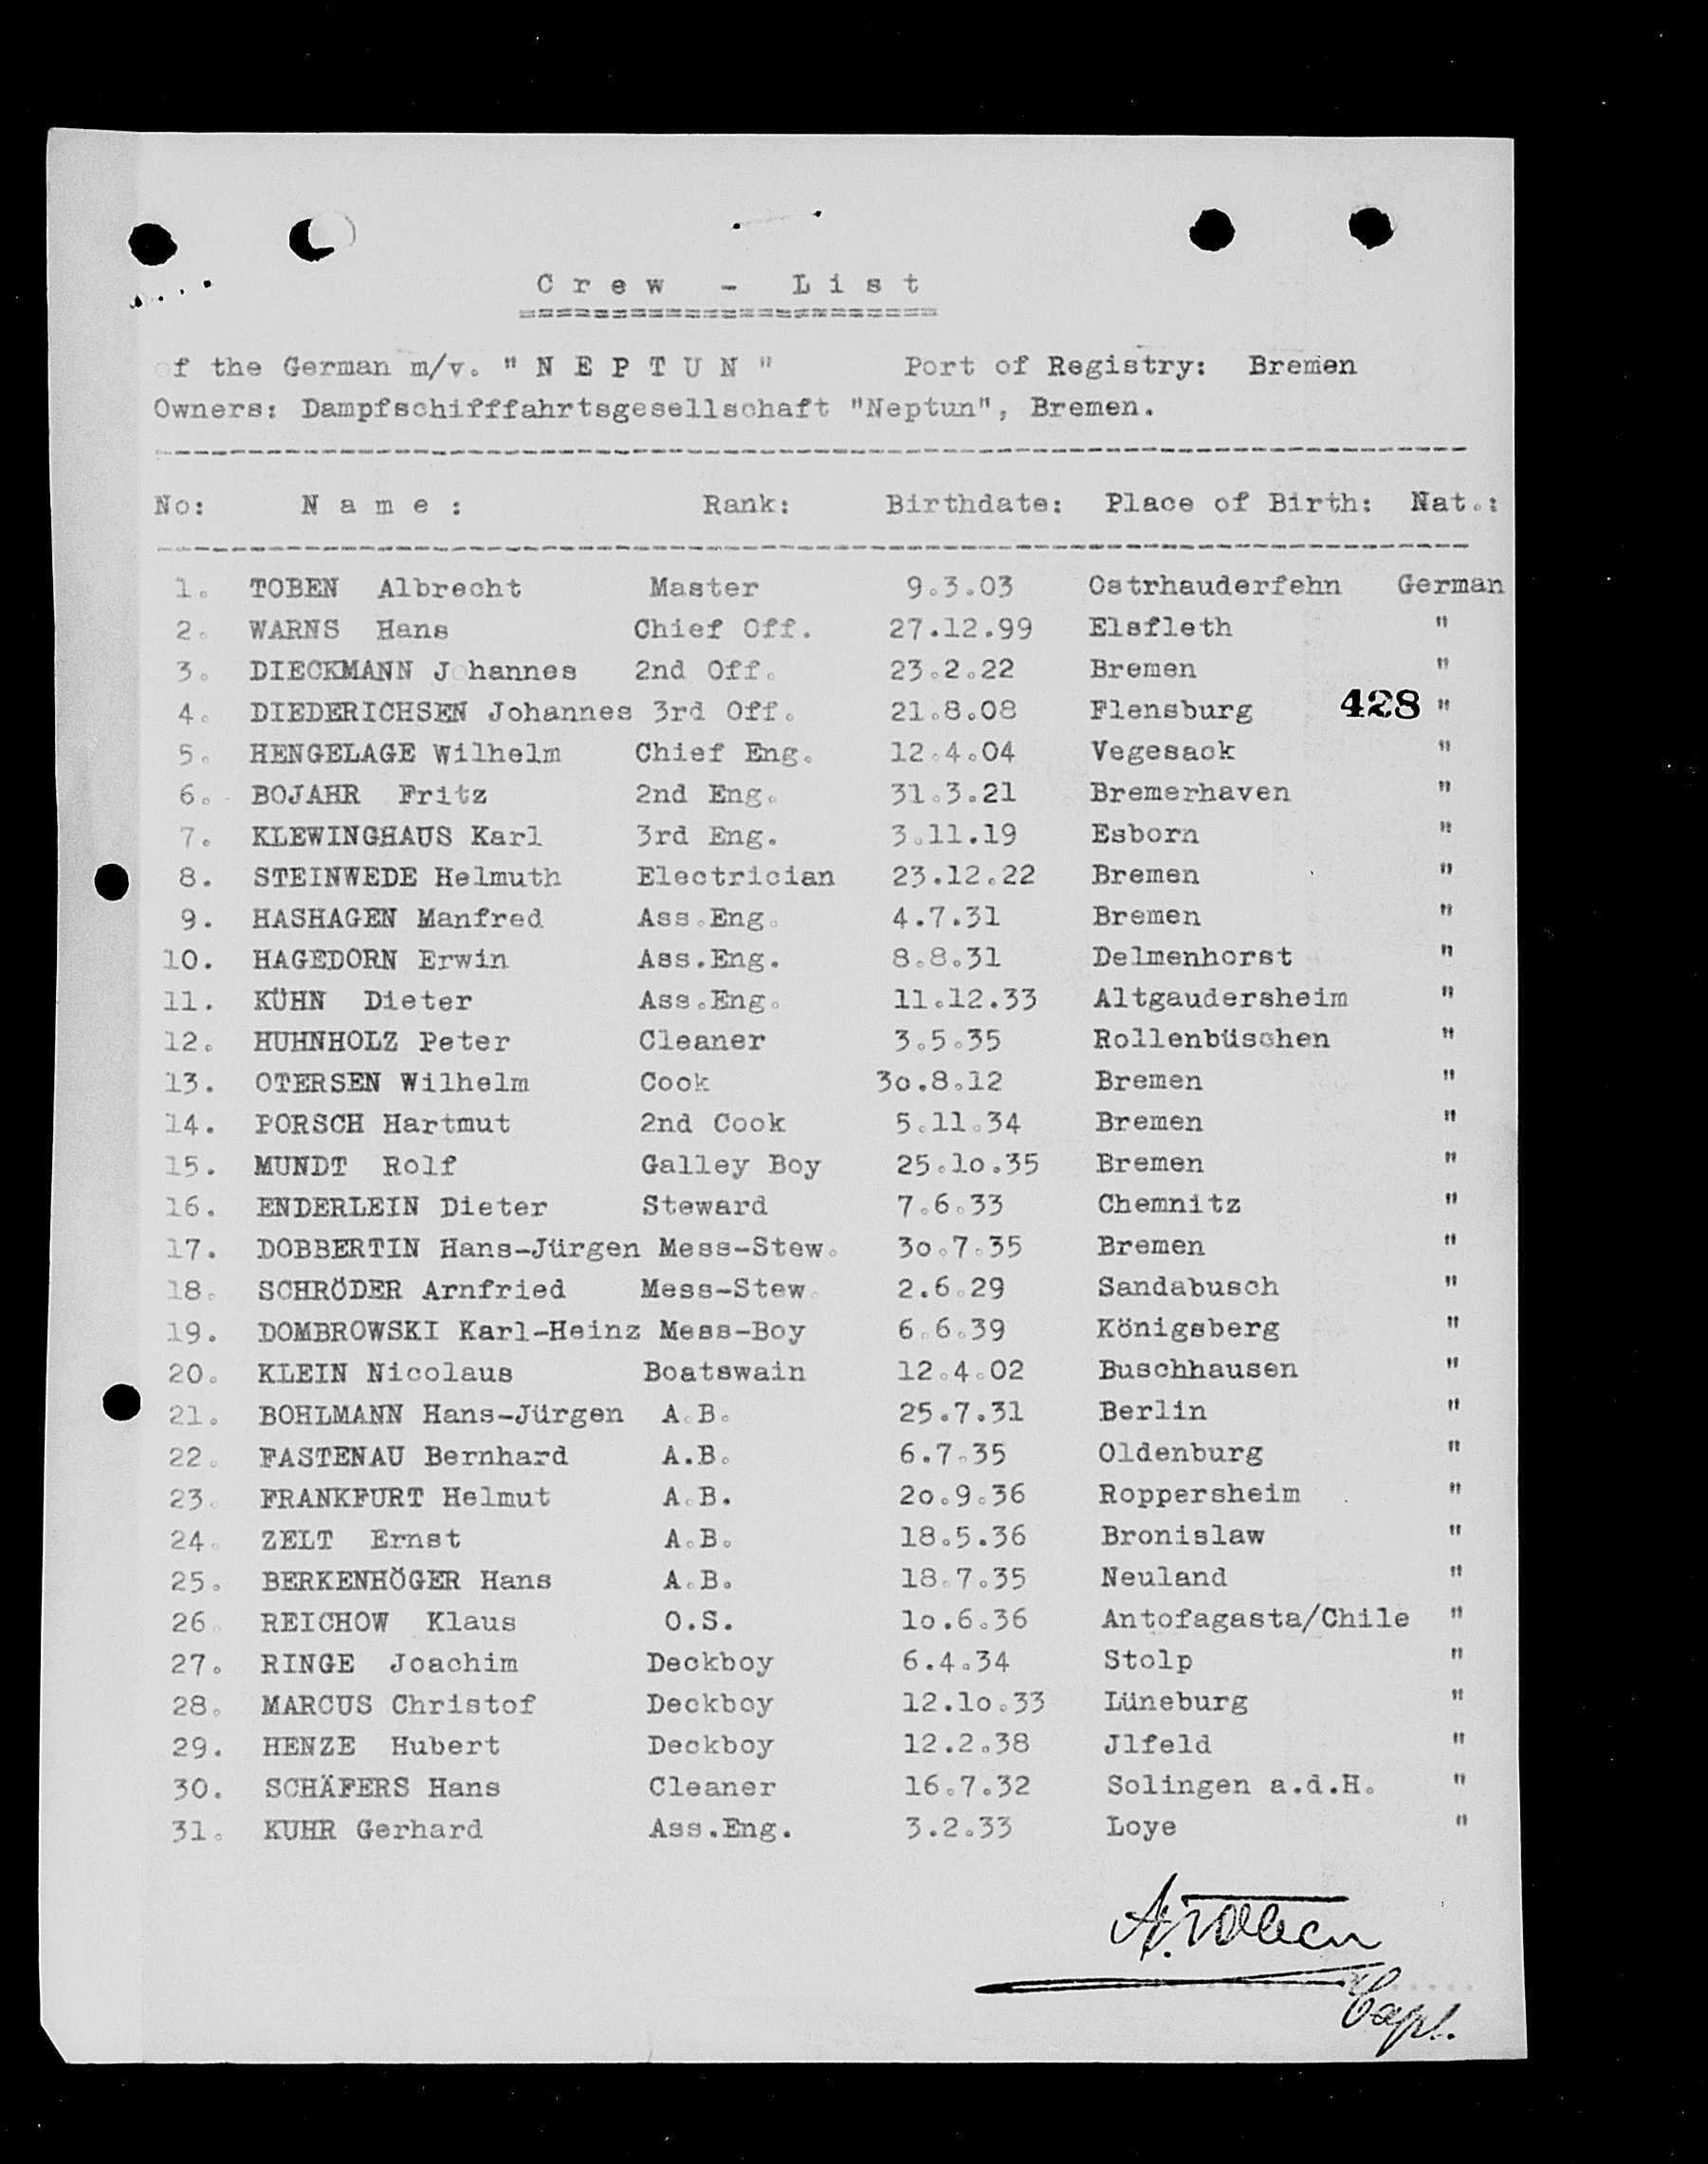 C r e w - L i s t
of the German m/v. " N E P T U N " Port of Registry: Bremen
Owners: Dampfschifffahrtsgesellschaft "Neptun", Bremen.
No: N a m e : Rank: Birthdate: Place of Birth: Nat.:
1. TOBEN Albrecht Master 9.3.03 Ostrhauderfehn German
2. WARNS Hans Chief Off. 27.12.99 Elsfleth "
3. DIECKMANN Johannes 2nd Off. 23.2.22 Bremen "
4. DIEDERICHSEN Johannes 3rd Off. 21.8.08 Flensburg 428 "
5. HENGELAGE Wilhelm Chief Eng. 12.4.04 Vegesack "
6. BOJAHR Fritz 2nd Eng. 31.3.21 Bremerhaven "
7. KLEWINGHAUS Karl 3rd Eng. 3.11.19 Esborn "
8. STEINWEDE Helmuth Electrician 23.12.22 Bremen "
9. HASHAGEN Manfred Ass.Eng. 4.7.31 Bremen "
10. HAGEDORN Erwin Ass.Eng. 8.8.31 Delmenhorst "
11. KÜHN Dieter Ass.Eng. 11.12.33 Altgaudersheim "
12. HUHNHOLZ Peter Cleaner 3.5.35 Rollenbüschen "
13. OTERSEN Wilhelm Cook 3o.8.12 Bremen "
14. PORSCH Hartmut 2nd Cook 5.11.34 Bremen "
15. MUNDT Rolf Galley Boy 25.1o.35 Bremen "
16. ENDERLEIN Dieter Steward 7.6.33 Chemnitz "
17. DOBBERTIN Hans-Jürgen Mess-Stew. 3o.7.35 Bremen "
18. SCHRÖDER Arnfried Mess-Stew. 2.6.29 Sandabusch "
19. DOMBROWSKI Karl-Heinz Mess-Boy 6.6.39 Königsberg "
20. KLEIN Nicolaus Boatswain 12.4.02 Buschhausen "
21. BOHLMANN Hans-Jürgen A.B. 25.7.31 Berlin "
22. FASTENAU Bernhard A.B. 6.7.35 Oldenburg "
23. FRANKFURT Helmut A.B. 2o.9.36 Roppersheim "
24. ZELT Ernst A.B. 18.5.36 Bronislaw "
25. BERKENHÖGER Hans A.B. 18.7.35 Neuland "
26. REICHOW Klaus O.S. 1o.6.36 Antofagasta/Chile "
27. RINGE Joachim Deckboy 6.4.34 Stolp "
28. MARCUS Christof Deckboy 12.1o.33 Lüneburg "
29. HENZE Hubert Deckboy 12.2.38 Jlfeld "
30. SCHÄFERS Hans Cleaner 16.7.32 Solingen a.d.H. "
31. KUHR Gerhard Ass.Eng. 3.2.33 Loye "
A. Toben
Capt.